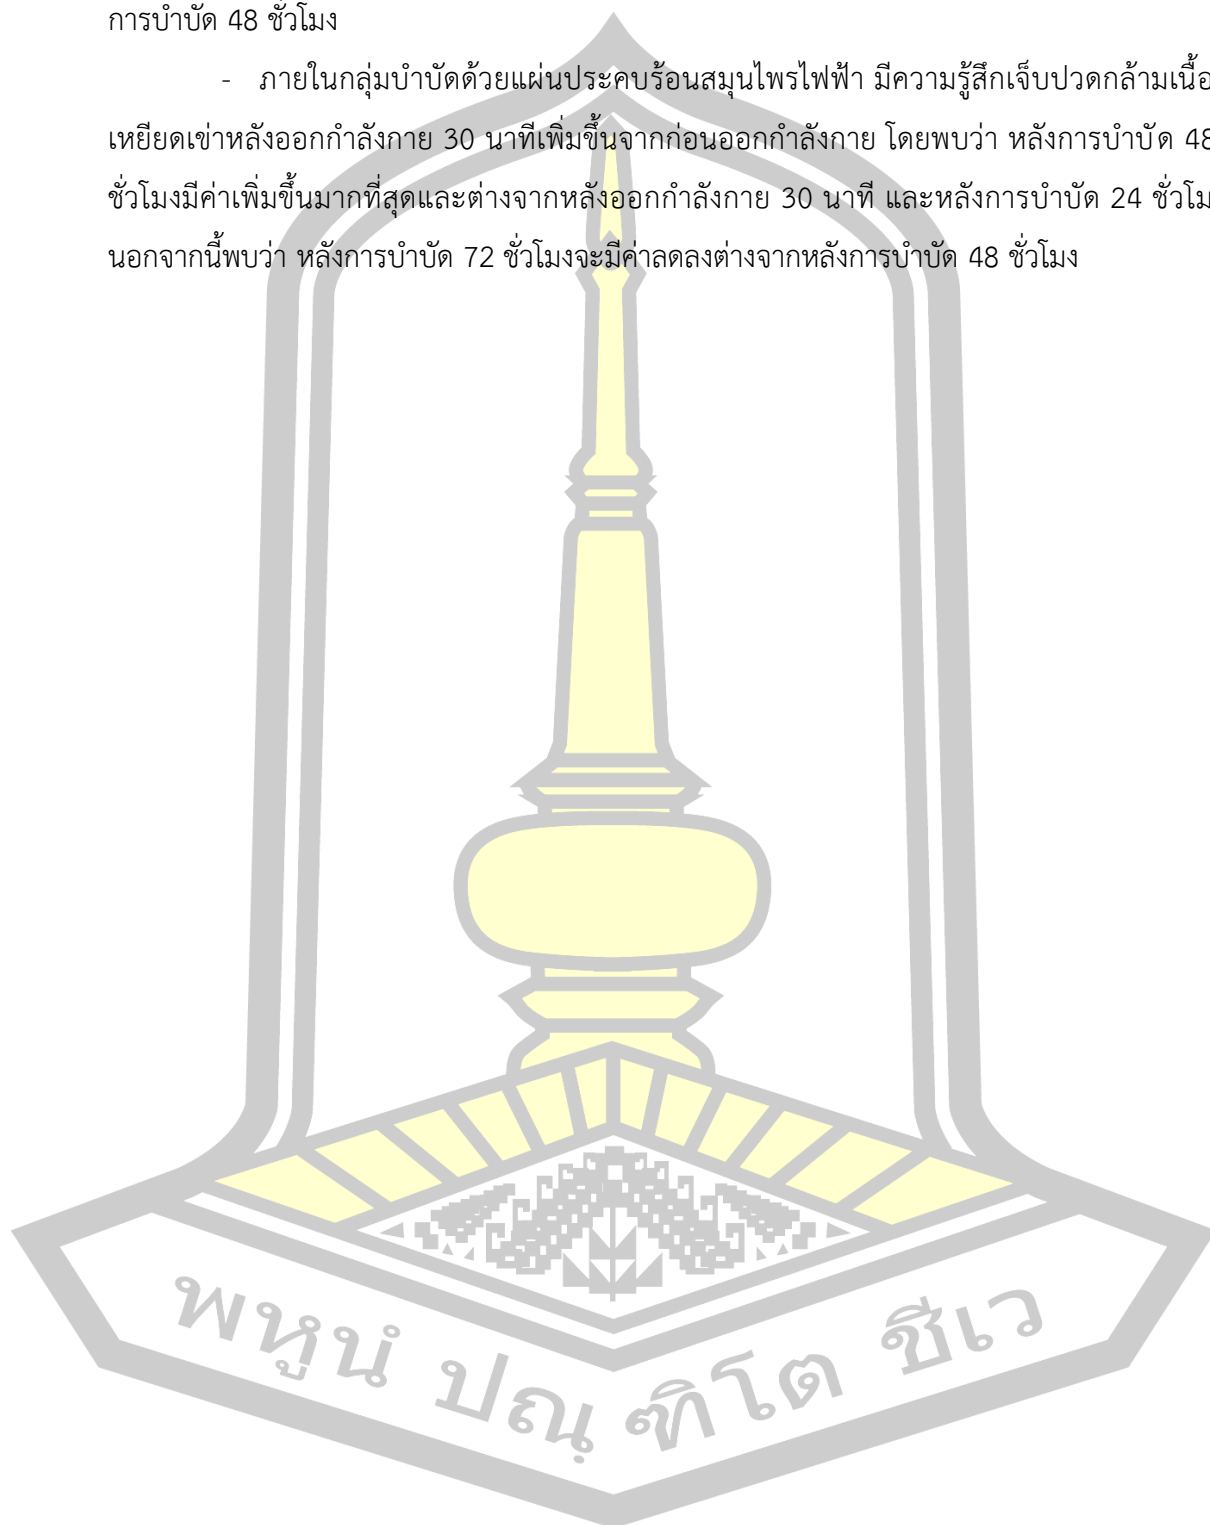 การบำบัด 48 ชั่วโมง
- ภายในกลุ่มบำบัดด้วยแผ่นประคบร้อนสมุนไพรไฟฟ้า มีความรู้สึกเจ็บปวดกล้ามเนื้อ
เหยียดเข่าหลังออกกำลังกาย 30 นาทีเพิ่มขึ้นจากก่อนออกกำลังกาย โดยพบว่า หลังการบำบัด 48
ชั่วโมงมีค่าเพิ่มขึ้นมากที่สุดและต่างจากหลังออกกำลังกาย 30 นาที และหลังการบำบัด 24 ชั่วโม
นอกจากนี้พบว่า หลังการบำบัด 72 ชั่วโมงจะมีค่าลดลงต่างจากหลังการบำบัด 48 ชั่วโมง
พหูนํ ปณฺฑิโต ชีเว